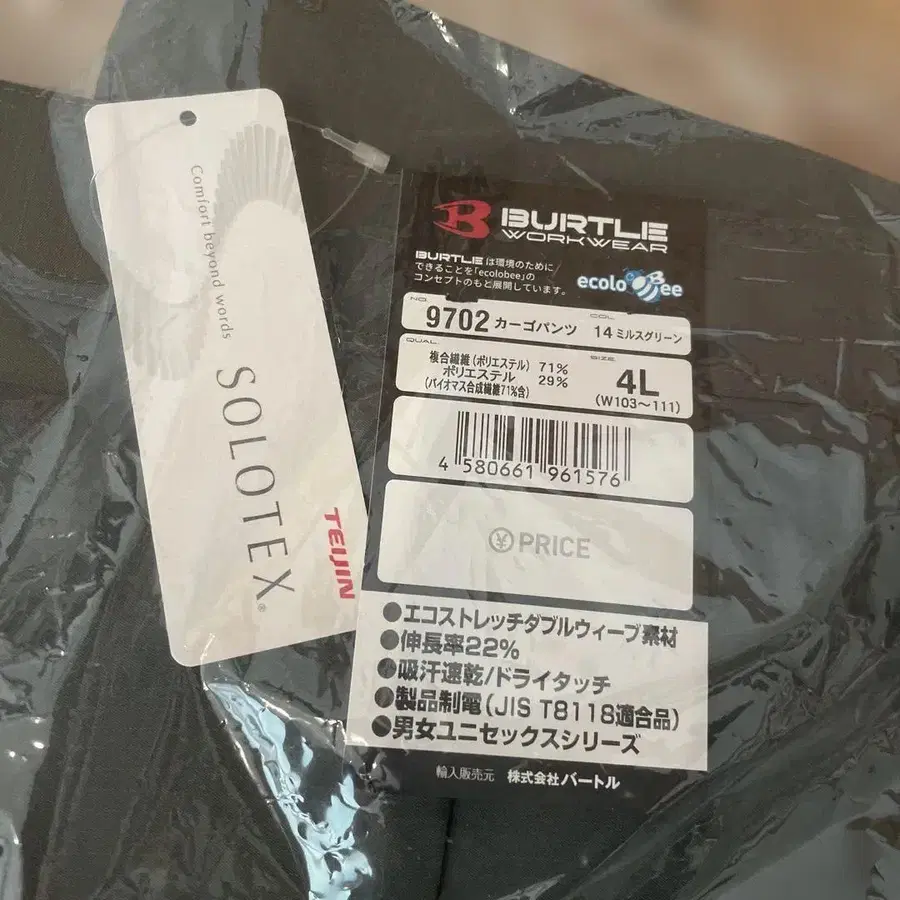 Comfort beyond words
SOLOTEX®
TEIJIN
BURTLE
WORKWEAR
BURTLEは環境のために
できることを「ecolobee」の
コンセプトのもと展開しています。
ecolobee
NO.
9702 カーゴパンツ
COL.
14 ミルスグリーン
QUAL.
複合繊維(ポリエステル) 71%
ポリエステル 29%
(バイオマス合成繊維71%含)
SIZE
4L
(W103～111)
4 580661 961576
¥ PRICE
●エコストレッチダブルウィーブ素材
●伸長率22%
●吸汗速乾/ドライタッチ
●製品制電(JIS T8118適合品)
●男女ユニセックスシリーズ
輸入販売元 株式会社バートル